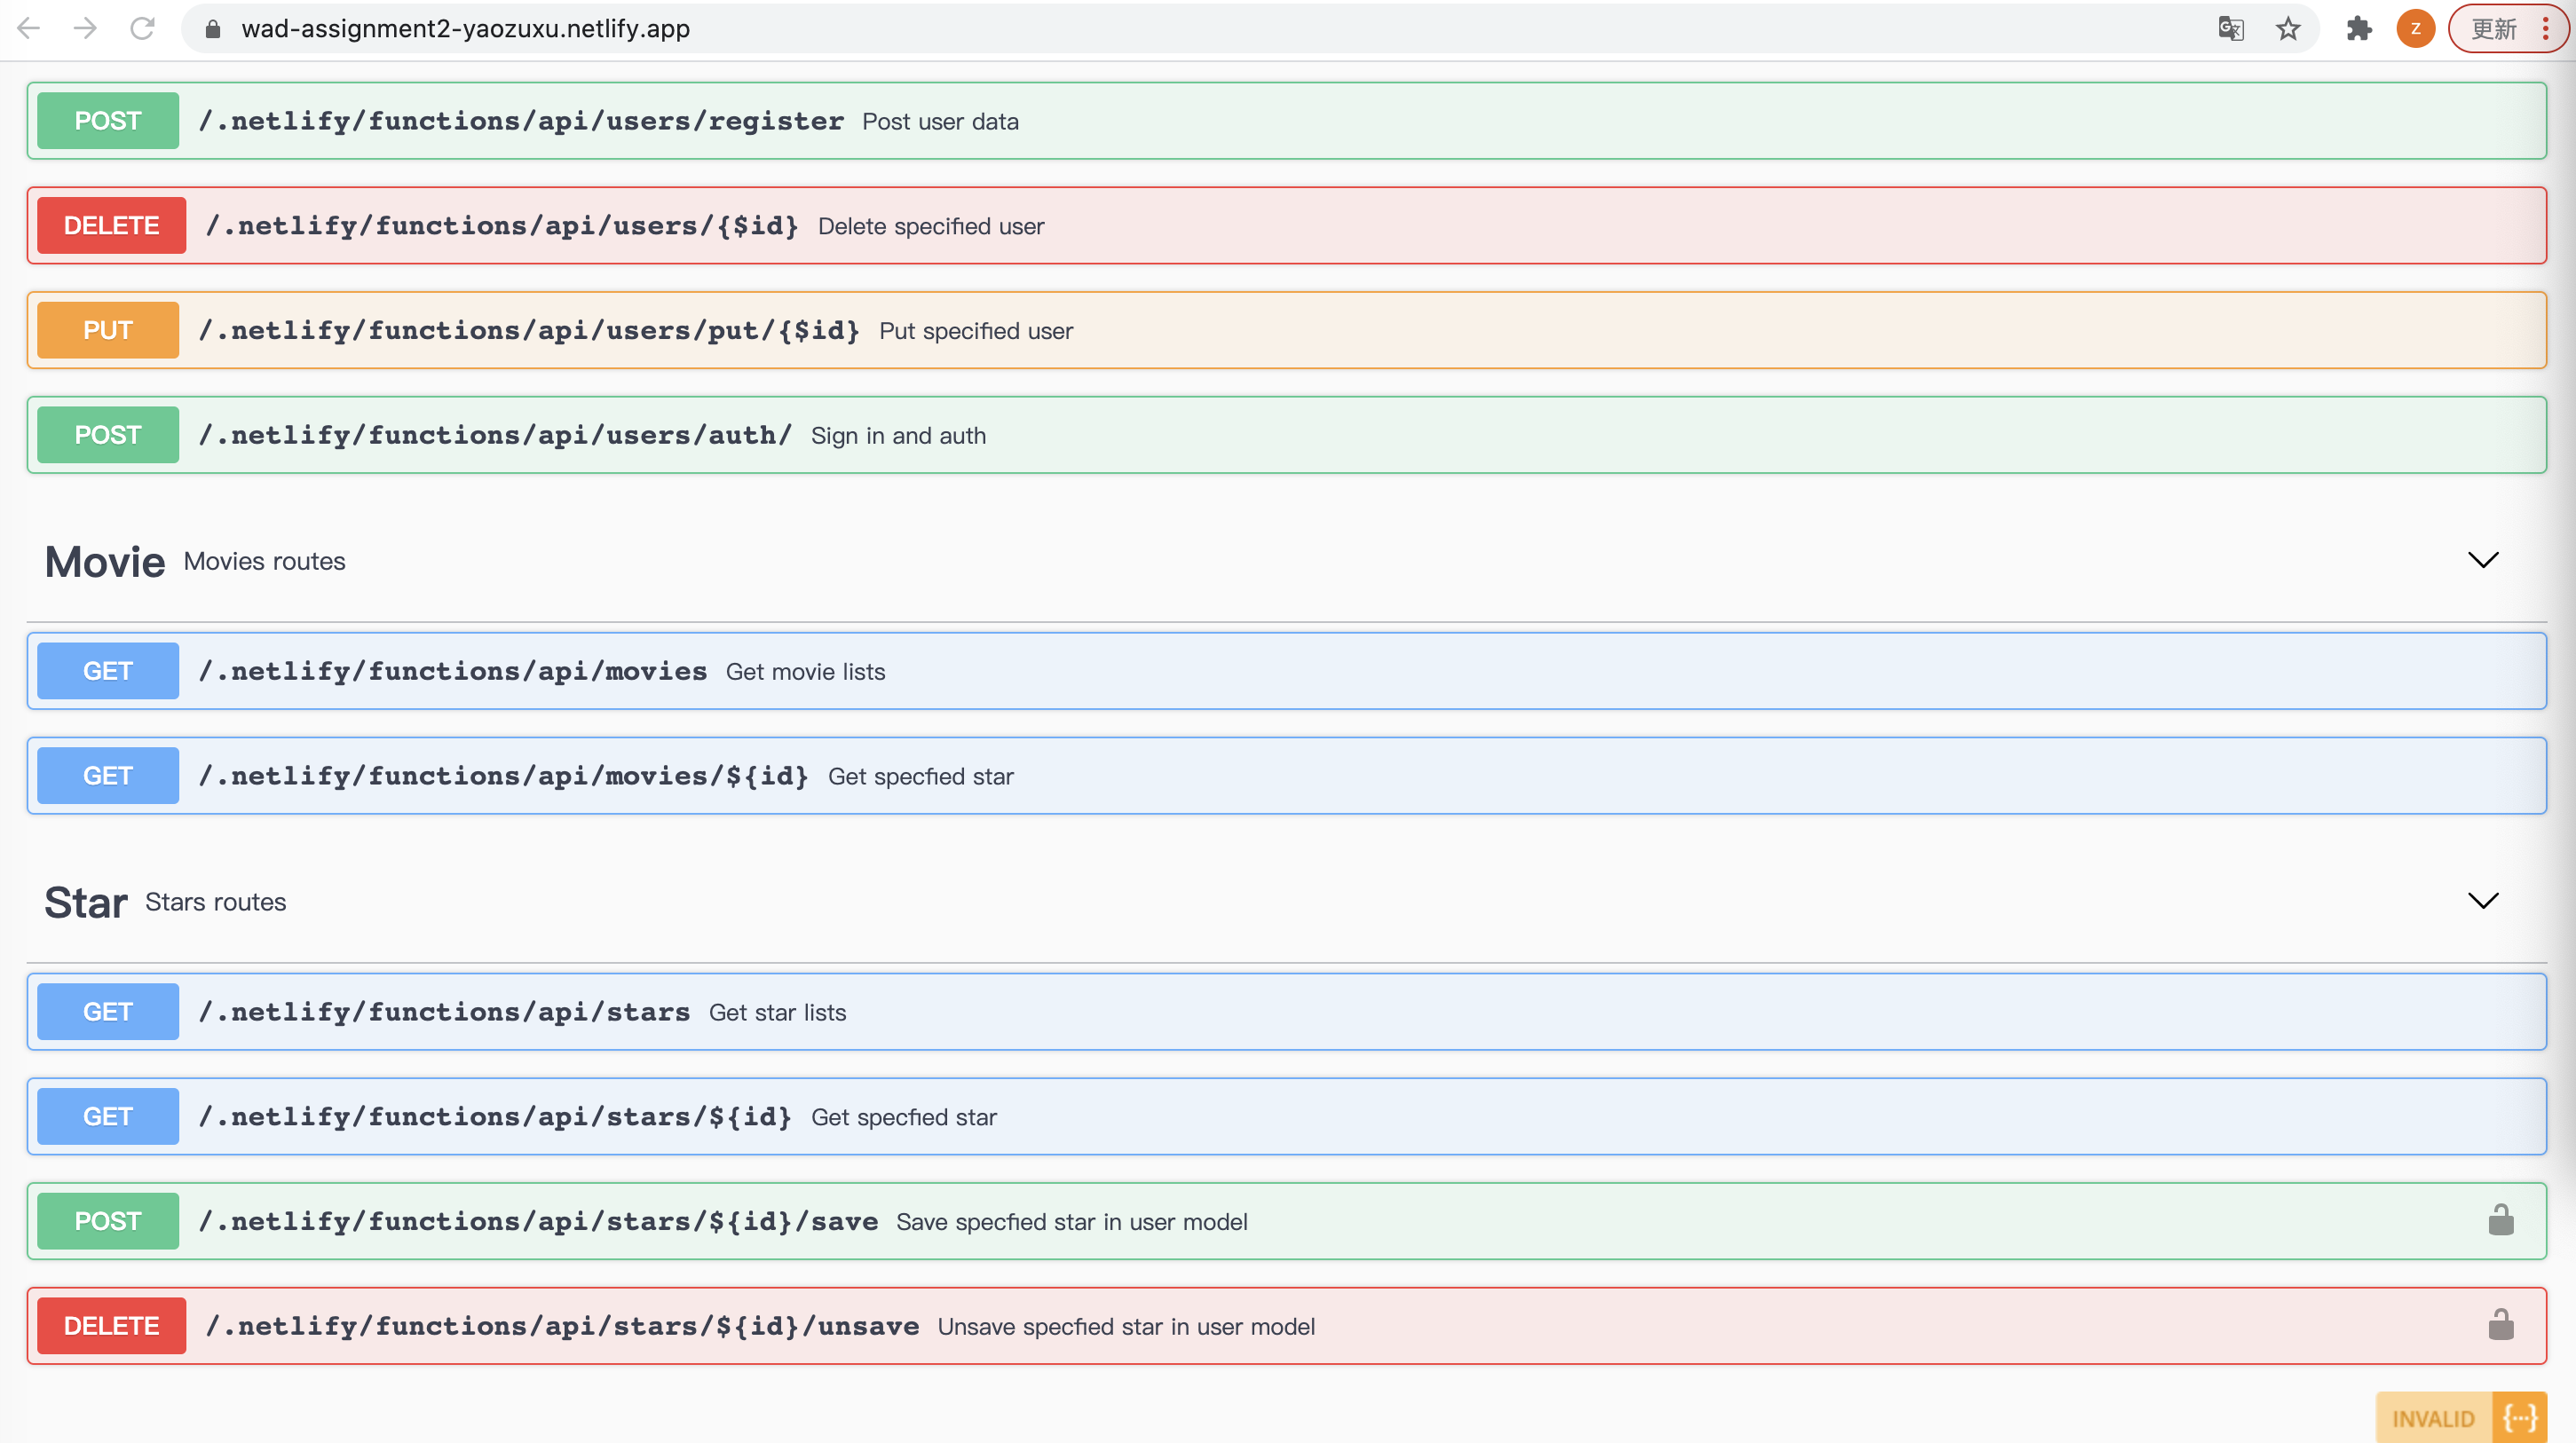 wad-assignment2-yaozuxu.netlify.app Z 更新
POST /.netlify/functions/api/users/register Post user data
DELETE /.netlify/functions/api/users/{$id} Delete specified user
PUT /.netlify/functions/api/users/put/{$id} Put specified user
POST /.netlify/functions/api/users/auth/ Sign in and auth
Movie Movies routes
GET /.netlify/functions/api/movies Get movie lists
GET /.netlify/functions/api/movies/${id} Get specfied star
Star Stars routes
GET /.netlify/functions/api/stars Get star lists
GET /.netlify/functions/api/stars/${id} Get specfied star
POST /.netlify/functions/api/stars/${id}/save Save specfied star in user model
DELETE /.netlify/functions/api/stars/${id}/unsave Unsave specfied star in user model
INVALID {...}